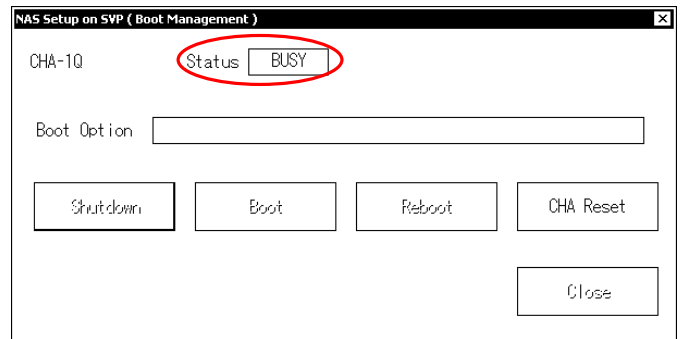 NAS Setup on SVP ( Boot Management )
CHA-1Q Status BUSY
Boot Option
Shutdown Boot Reboot CHA Reset
Close